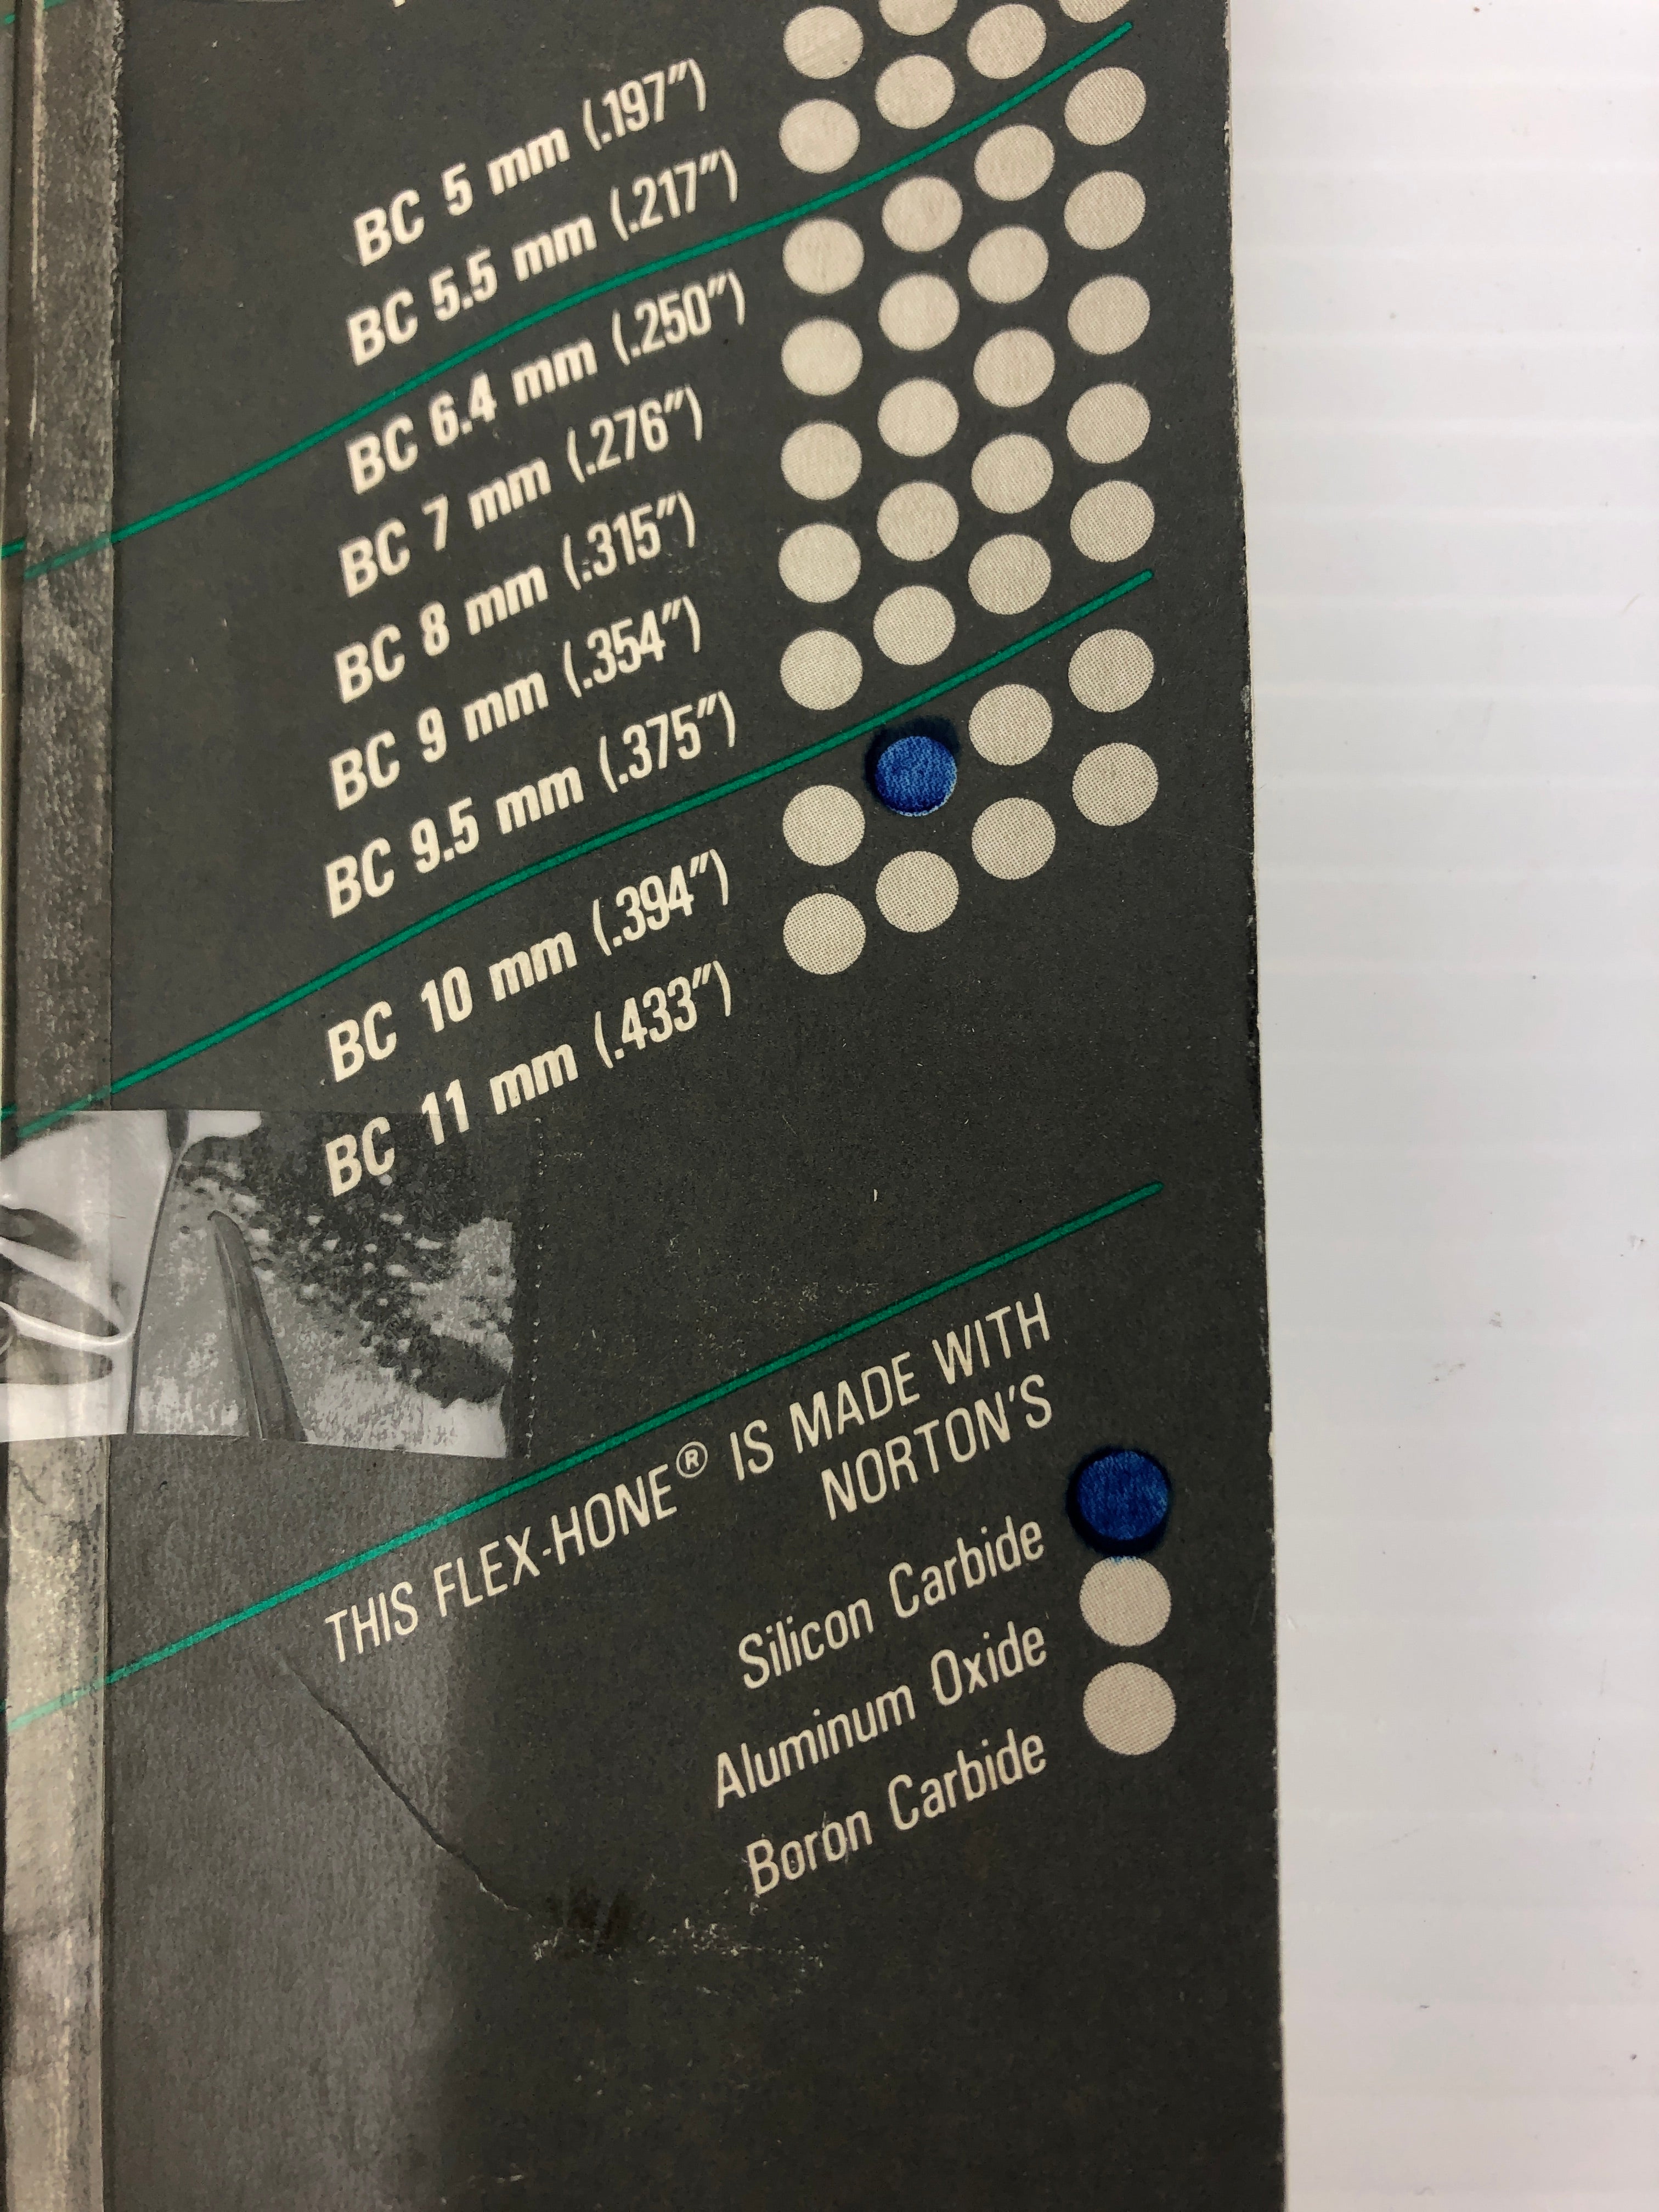 BC 5 mm (.197″)
BC 5.5 mm (.217″)
BC 6.4 mm (.250″)
BC 7 mm (.276″)
BC 8 mm (.315″)
BC 9 mm (.354″)
BC 9.5 mm (.375″)
BC 10 mm (.394″)
BC 11 mm (.433″)
THIS FLEX-HONE® IS MADE WITH
NORTON'S
Silicon Carbide
Aluminum Oxide
Boron Carbide